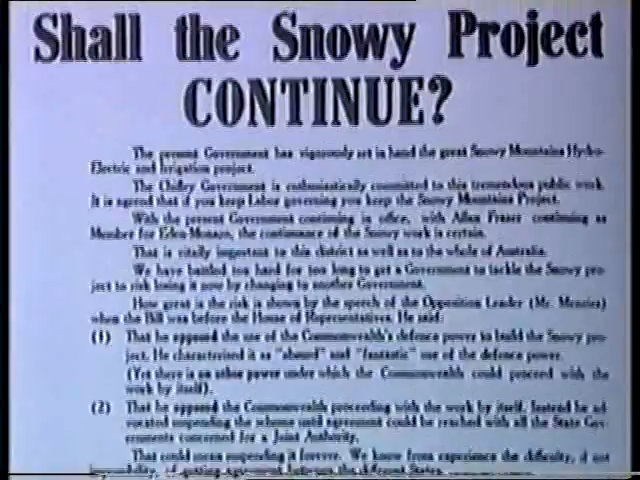 Shall the Snowy Project
CONTINUE?
The present Government has vigorously set in hand the great Snowy Mountains Hydro-
Electric and Irrigation project.
The Chifley Government is enthusiastically committed to this tremendous public work.
It is agreed that if you keep Labor governing you keep the Snowy Mountains Project.
With the present Government continuing in office, with Allan Fraser continuing as
Member for Eden-Monaro, the continuance of the Snowy work is certain.
That is vitally important to this district as well as to the whole of Australia.
We have battled too hard for too long to get a Government to tackle the Snowy pro-
ject to risk losing it now by changing to another Government.
How great is the risk is shown by the speech of the Opposition Leader (Mr. Menzies)
when the Bill was before the House of Representatives. He said:
(1) That he opposed the use of the Commonwealth's defence power to build the Snowy pro-
ject. He characterised it as "absurd" and "fantastic" use of the defence power.
(Yet there is no other power under which the Commonwealth could proceed with the
work by itself).
(2) That he opposed the Commonwealth proceeding with the work by itself. Instead he ad-
vocated suspending the scheme until agreement could be reached with all the State Gov-
ernments concerned for a Joint Authority.
That could mean suspending it forever. We know from experience the difficulty, if not
impossibility, of getting agreement between the different States.